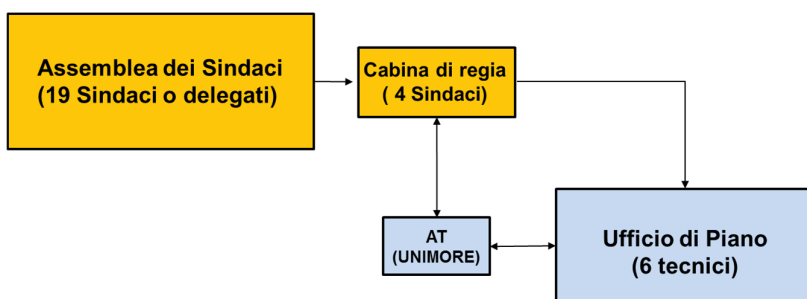 Assemblea dei Sindaci
(19 Sindaci o delegati)
Cabina di regia
( 4 Sindaci)
AT
(UNIMORE)
Ufficio di Piano
(6 tecnici)